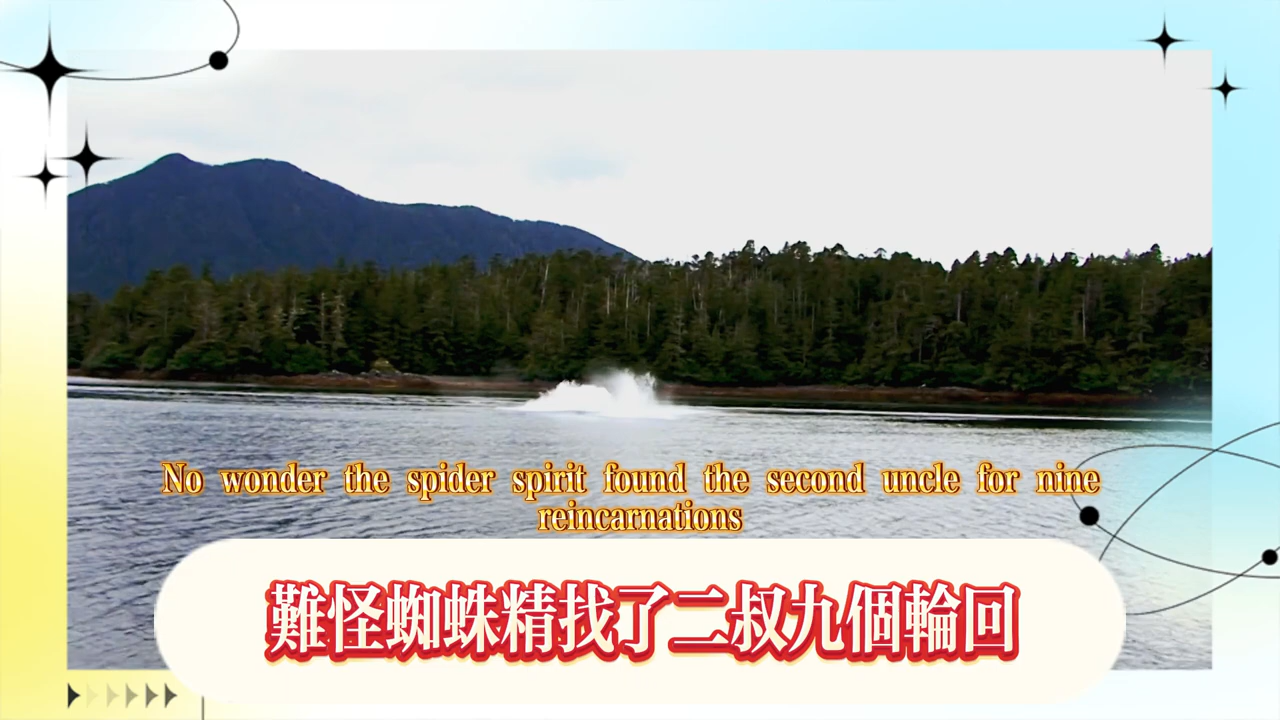 No wonder the spider spirit found the second uncle for nine
reincarnations
難怪蜘蛛精找了二叔九個輪回